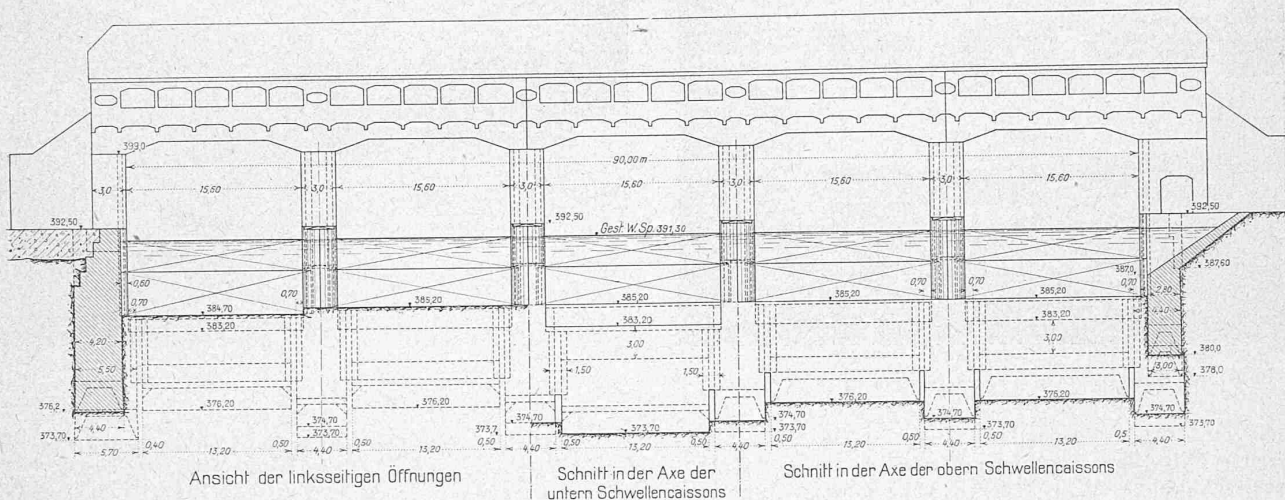 399,0
90,00 m
3,0 15,60 3,0 15,60 3,0 15,60 3,0 15,60 3,0 15,60
392,50 392,50 Gest. W. Sp. 391,30 392,50
387,0 387,60
0,60 0,70 0,70 0,70 0,70 0,70
384,70 385,20 385,20 385,20 385,20 2,80
383,20 383,20 383,20 4,40
4,20 3,00 3,00 380,0
5,50 1,50 1,50 3,00 378,0
376,2 376,20 376,20 376,20 376,20
4,40 374,70 374,70 374,70 374,70
373,70 373,70 373,7 373,70 373,70 373,70 373,70
0,40 0,50 0,50 0,50 0,50 0,50 0,50 0,50 0,50 0,5
5,70 13,20 4,40 13,20 4,40 13,20 4,40 13,20 4,40 13,20 4,40
Ansicht der linksseitigen Öffnungen
Schnitt in der Axe der
untern Schwellencaissons
Schnitt in der Axe der obern Schwellencaissons